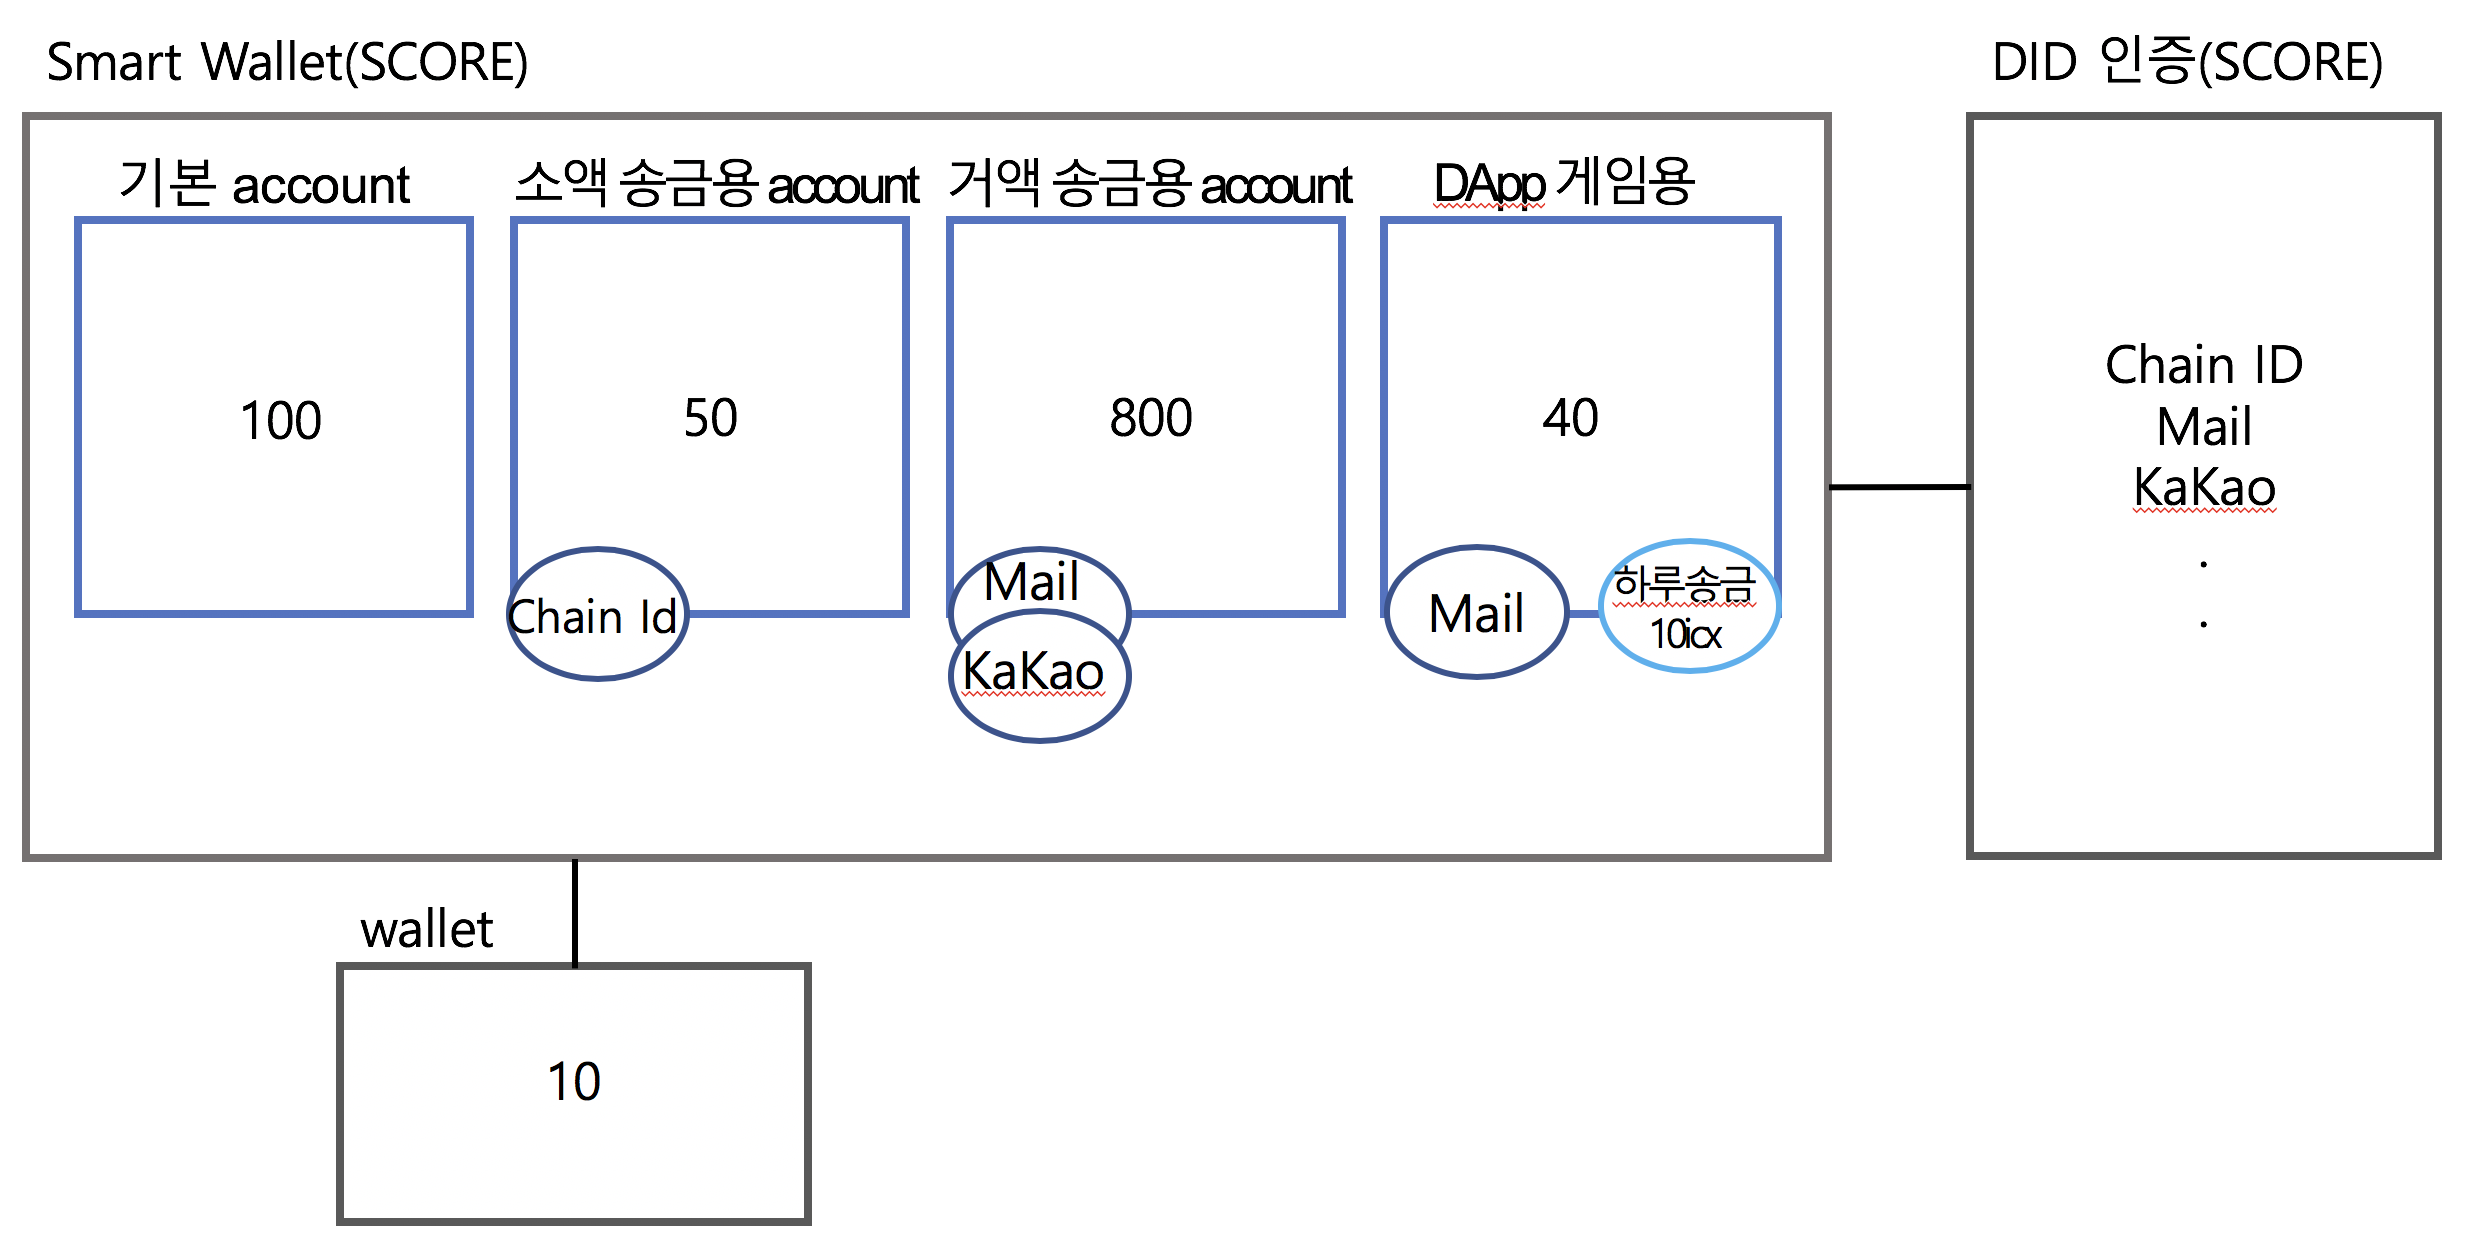 Smart Wallet(SCORE)
DID 인증(SCORE)
기본 account
소액 송금용 account
거액 송금용 account
DApp 게임용
100
50
800
40
Chain Id
Mail
KaKao
Mail
하루송금
10icx
Chain ID
Mail
KaKao
.
.
wallet
10